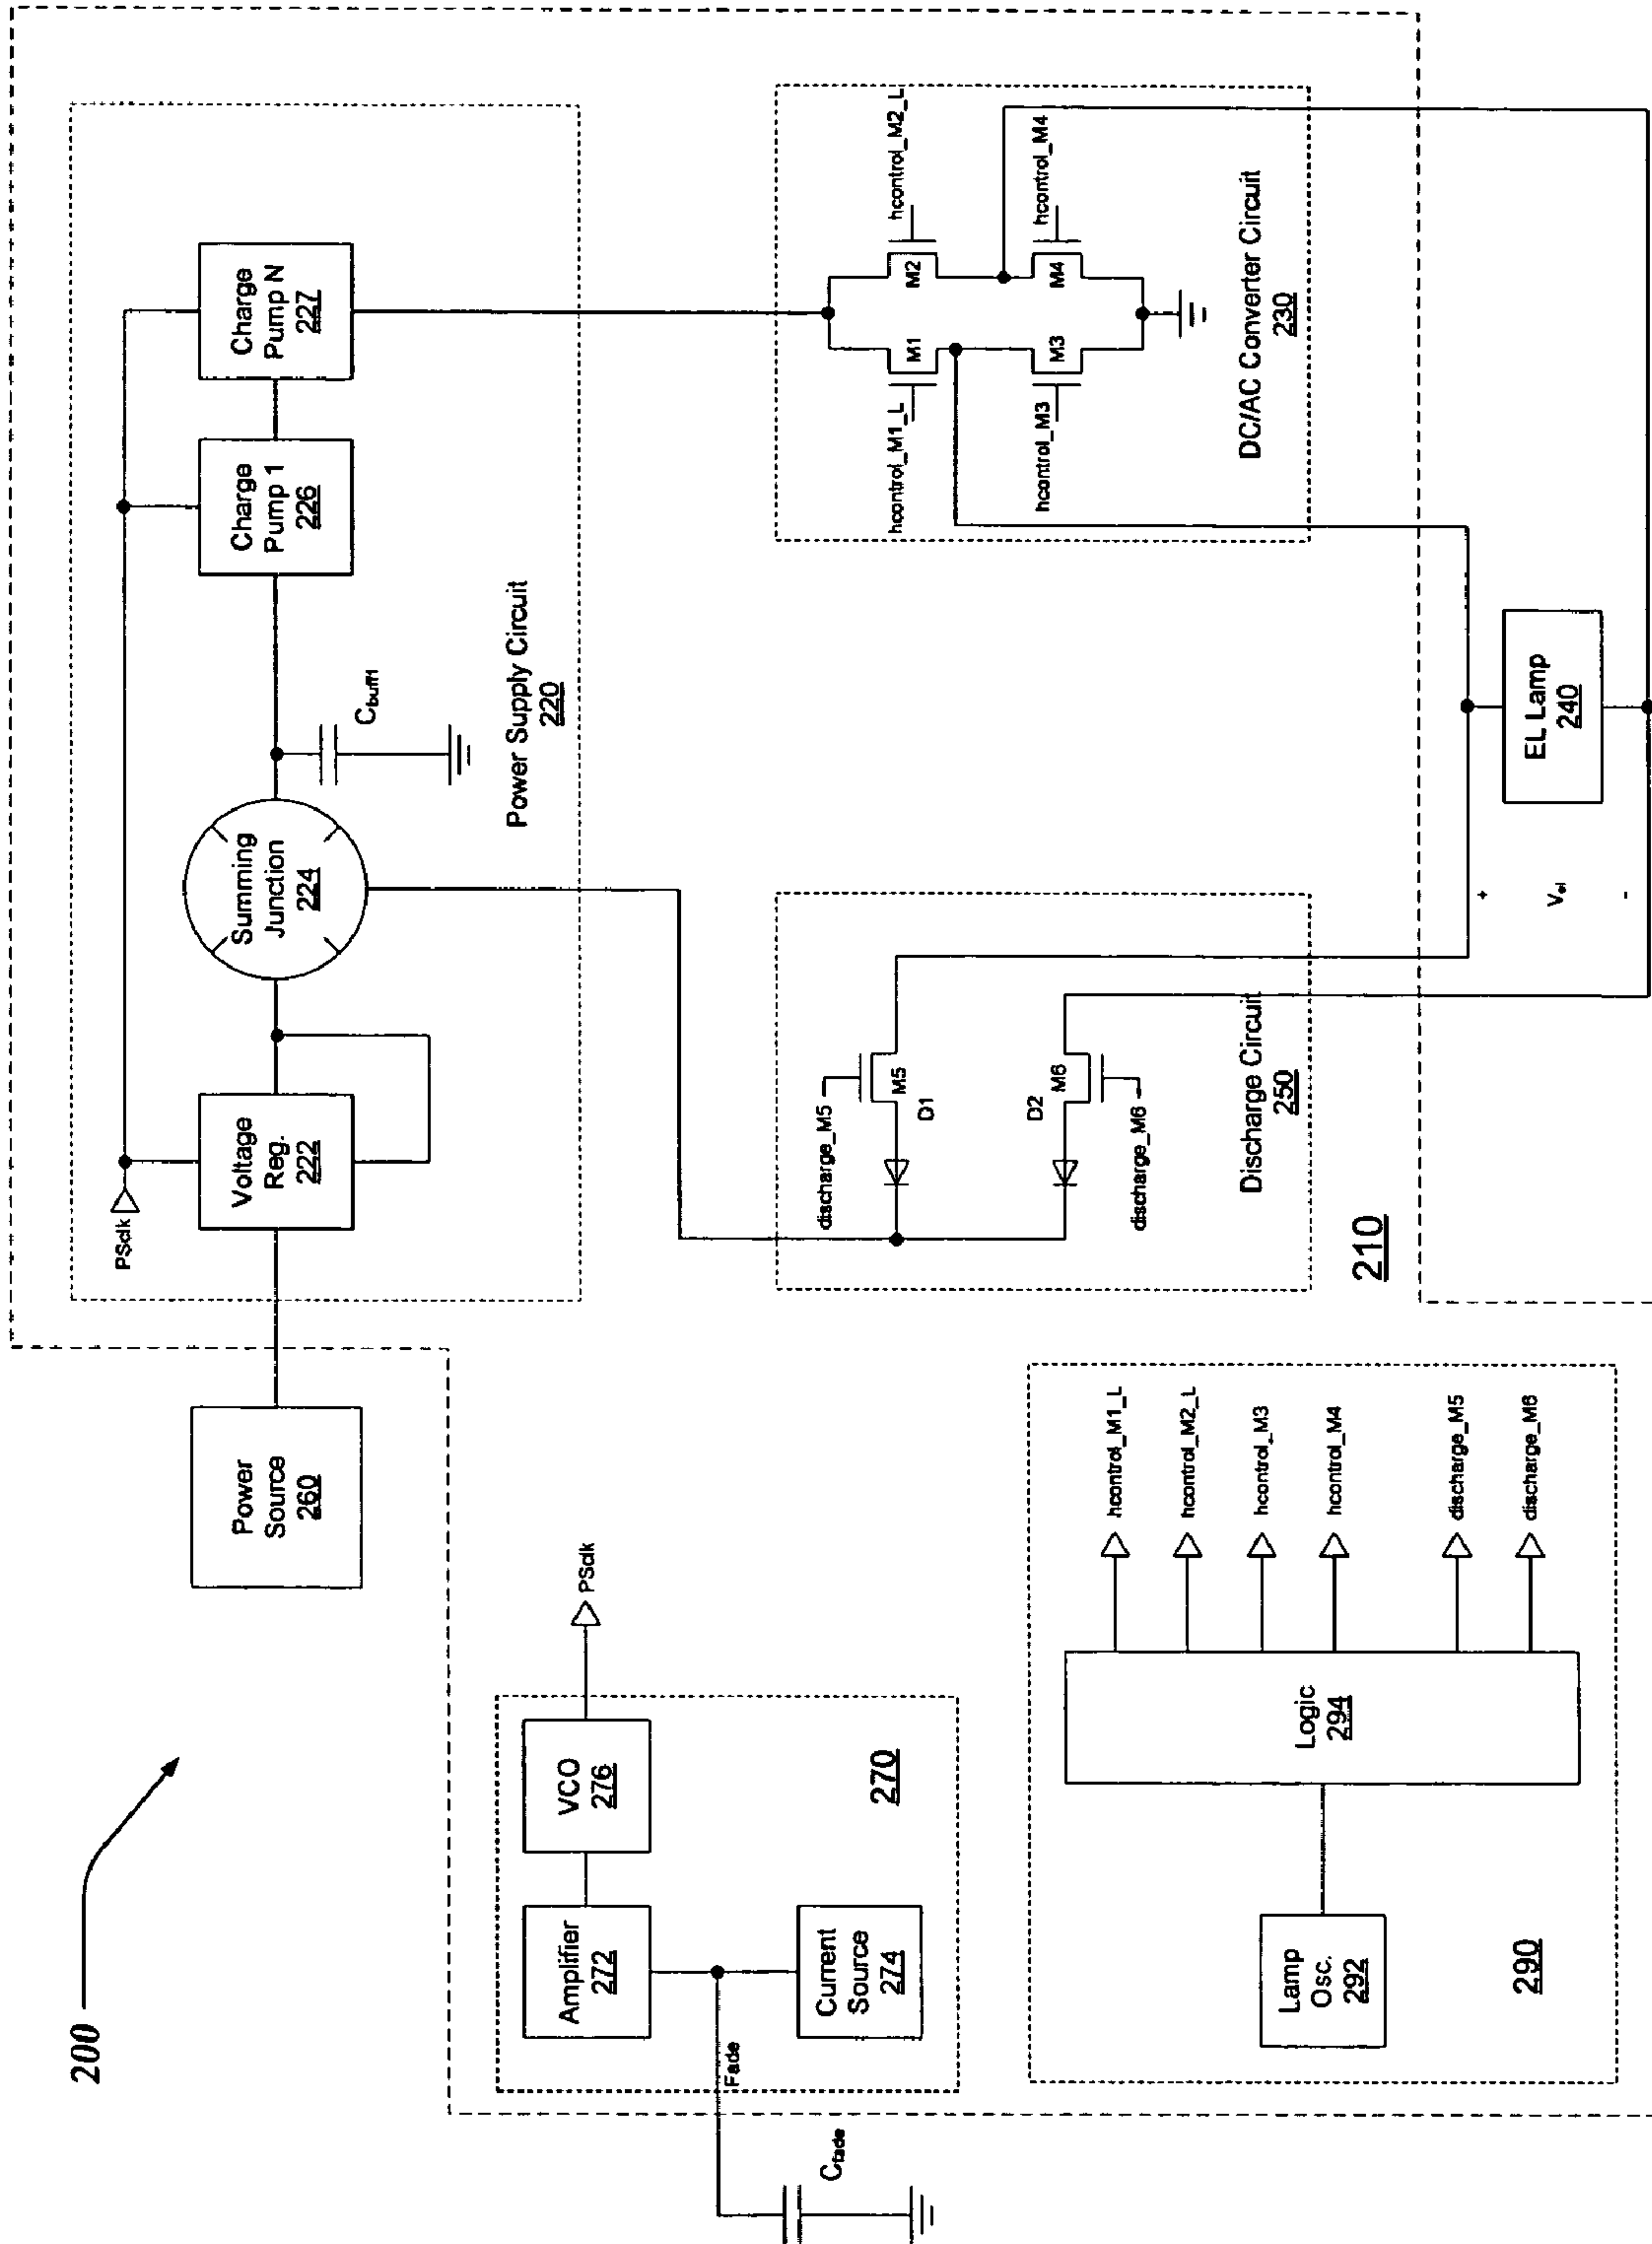 200
Power
Source
260
PSclk
Voltage
Reg.
222
Summing
Junction
224
Cbuff1
Charge
Pump 1
226
Charge
Pump N
227
Power Supply Circuit
220
Amplifier
272
VCO
276
PSclk
Current
Source
274
Fade
Cfade
270
discharge_M5
M5
D1
D2
M6
discharge_M6
Discharge Circuit
250
hcontrol_M1_L
M1
M2
hcontrol_M2_L
hcontrol_M3
M3
M4
hcontrol_M4
DC/AC Converter Circuit
230
210
Lamp
Osc.
292
Logic
294
hcontrol_M1_L
hcontrol_M2_L
hcontrol_M3
hcontrol_M4
discharge_M5
discharge_M6
290
+
Vel
-
EL Lamp
240